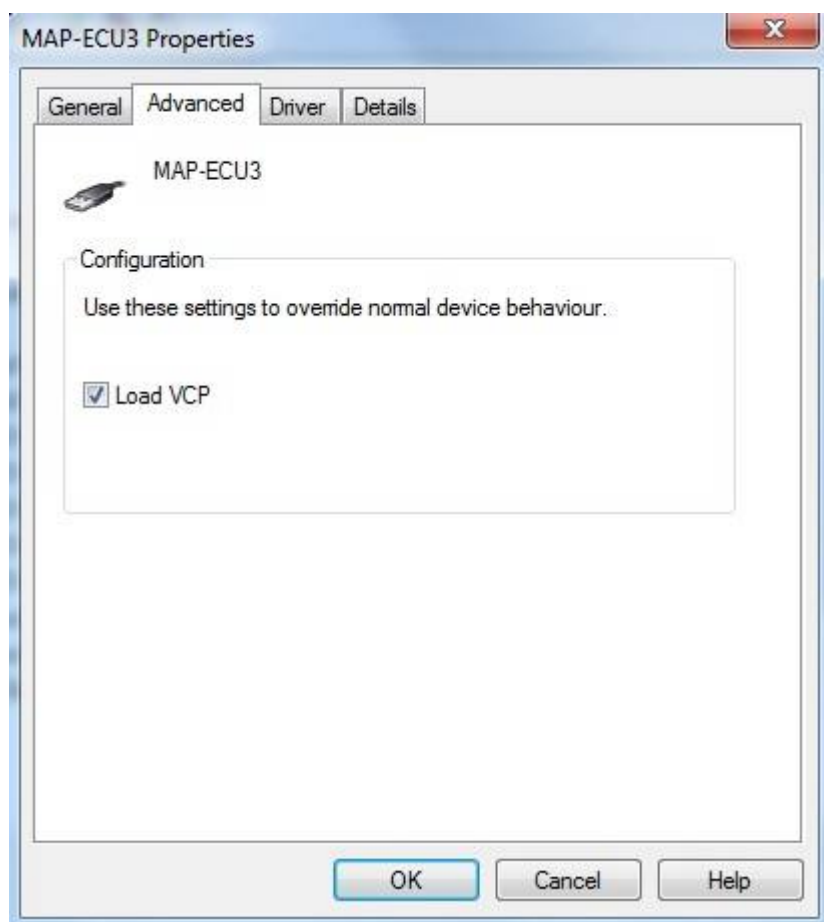 MAP-ECU3 Properties
General Advanced Driver Details
MAP-ECU3
Configuration
Use these settings to override normal device behaviour.
Load VCP
OK Cancel Help